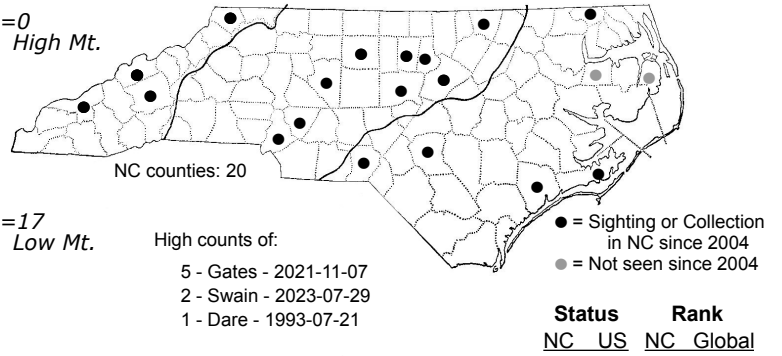 =0
High Mt.
NC counties: 20
=17
Low Mt.
High counts of:
5 - Gates - 2021-11-07
2 - Swain - 2023-07-29
1 - Dare - 1993-07-21
= Sighting or Collection
in NC since 2004
= Not seen since 2004
Status Rank
NC US NC Global